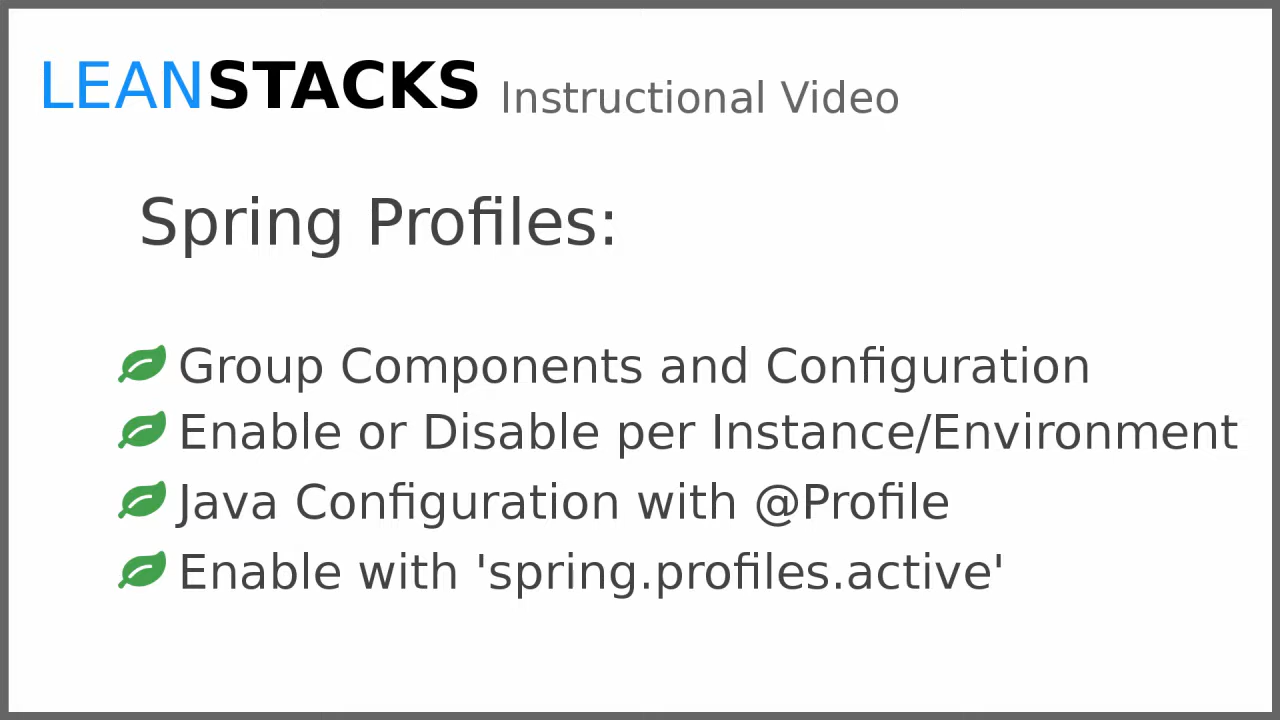 LEANSTACKS Instructional Video
Spring Profiles:
Group Components and Configuration
Enable or Disable per Instance/Environment
Java Configuration with @Profile
Enable with 'spring.profiles.active'